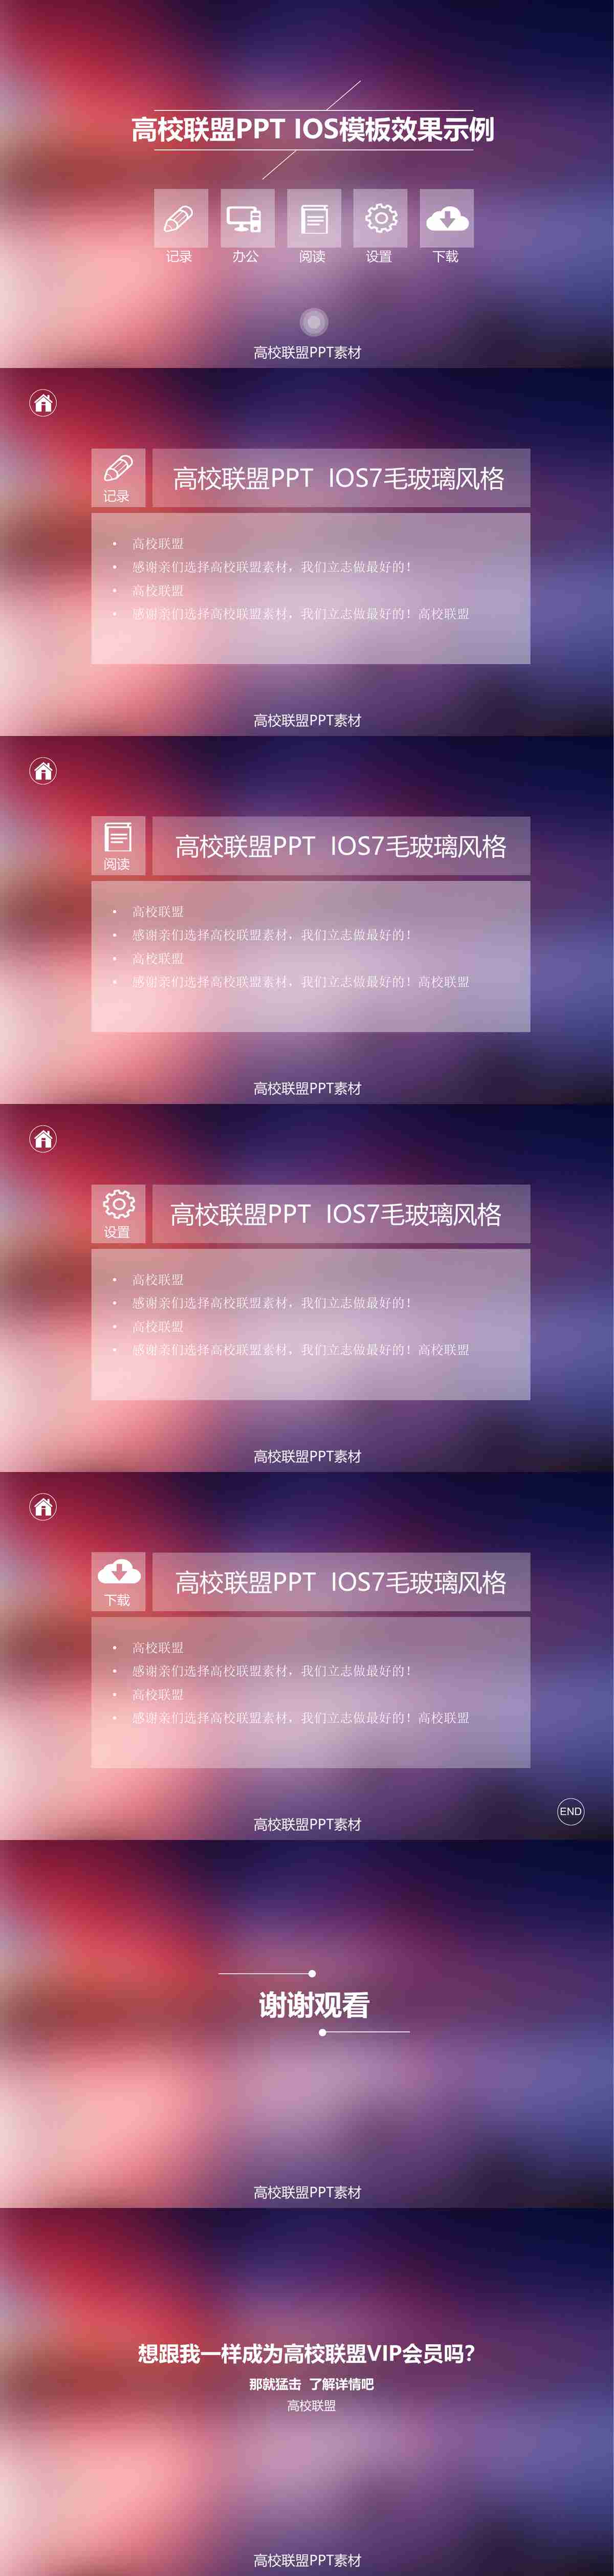 高校联盟PPT IOS模板效果示例
记录 办公 阅读 设置 下载
高校联盟PPT素材
记录
高校联盟PPT IOS7毛玻璃风格
• 高校联盟
• 感谢亲们选择高校联盟素材，我们立志做最好的！
• 高校联盟
• 感谢亲们选择高校联盟素材，我们立志做最好的！高校联盟
高校联盟PPT素材
阅读
高校联盟PPT IOS7毛玻璃风格
• 高校联盟
• 感谢亲们选择高校联盟素材，我们立志做最好的！
• 高校联盟
• 感谢亲们选择高校联盟素材，我们立志做最好的！高校联盟
高校联盟PPT素材
设置
高校联盟PPT IOS7毛玻璃风格
• 高校联盟
• 感谢亲们选择高校联盟素材，我们立志做最好的！
• 高校联盟
• 感谢亲们选择高校联盟素材，我们立志做最好的！高校联盟
高校联盟PPT素材
下载
高校联盟PPT IOS7毛玻璃风格
• 高校联盟
• 感谢亲们选择高校联盟素材，我们立志做最好的！
• 高校联盟
• 感谢亲们选择高校联盟素材，我们立志做最好的！高校联盟
END
高校联盟PPT素材
谢谢观看
高校联盟PPT素材
想跟我一样成为高校联盟VIP会员吗？
那就猛击 了解详情吧
高校联盟
高校联盟PPT素材